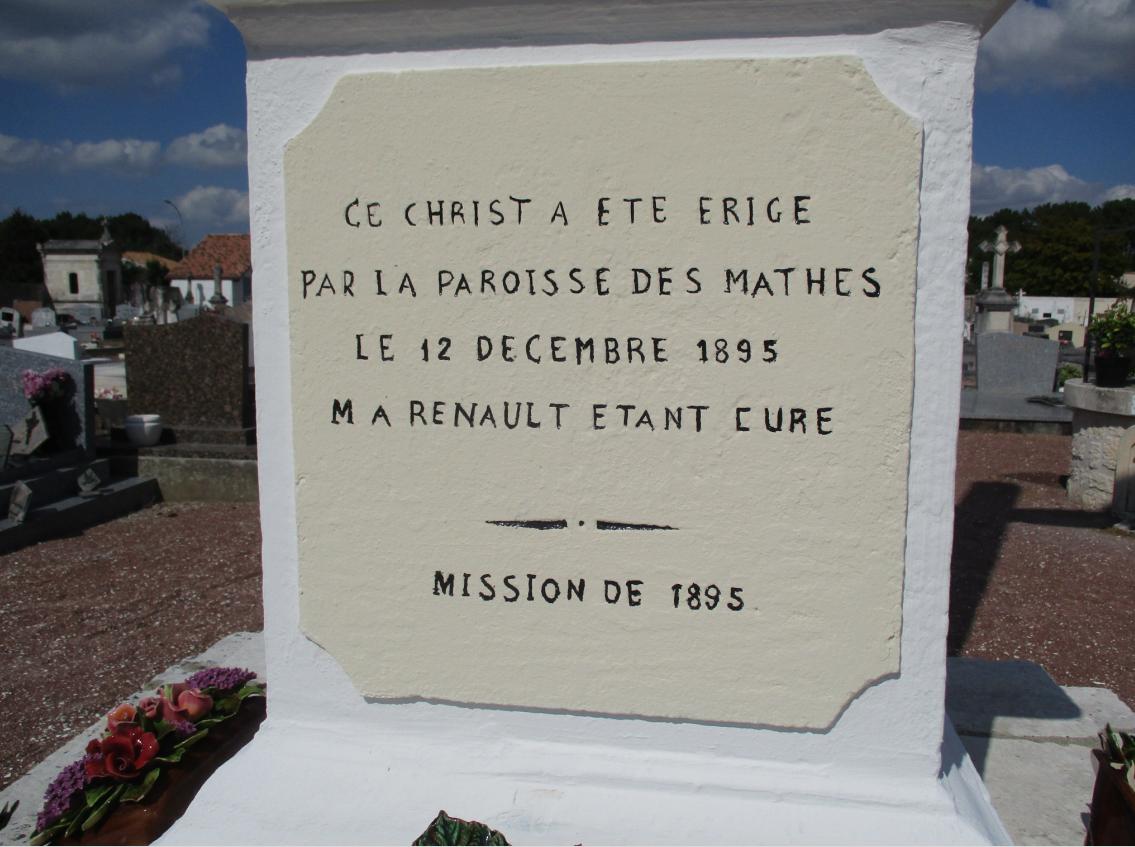 CE CHRIST A ETE ERIGE
PAR LA PAROISSE DES MATHES
LE 12 DECEMBRE 1895
M A RENAULT ETANT CURE
MISSION DE 1895